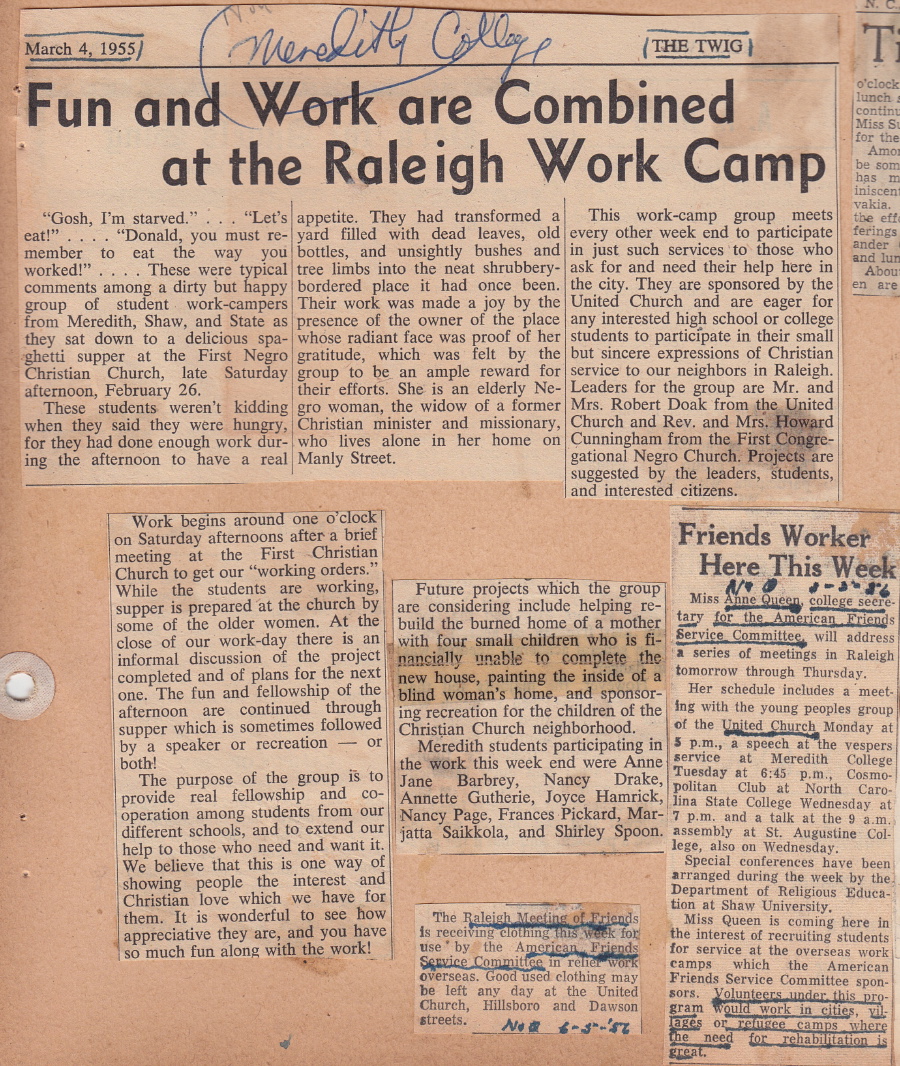 March 4, 1955
Meredith College
THE TWIG
Fun and Work are Combined
at the Raleigh Work Camp
"Gosh, I'm starved." . . . "Let's
eat!" . . . . "Donald, you must re-
member to eat the way you
worked!" . . . . These were typical
comments among a dirty but happy
group of student work-campers
from Meredith, Shaw, and State as
they sat down to a delicious spa-
ghetti supper at the First Negro
Christian Church, late Saturday
afternoon, February 26.
These students weren't kidding
when they said they were hungry,
for they had done enough work dur-
ing the afternoon to have a real
appetite. They had transformed a
yard filled with dead leaves, old
bottles, and unsightly bushes and
tree limbs into the neat shrubbery-
bordered place it had once been.
Their work was made a joy by the
presence of the owner of the place
whose radiant face was proof of her
gratitude, which was felt by the
group to be an ample reward for
their efforts. She is an elderly Ne-
gro woman, the widow of a former
Christian minister and missionary,
who lives alone in her home on
Manly Street.
This work-camp group meets
every other week end to participate
in just such services to those who
ask for and need their help here in
the city. They are sponsored by the
United Church and are eager for
any interested high school or college
students to participate in their small
but sincere expressions of Christian
service to our neighbors in Raleigh.
Leaders for the group are Mr. and
Mrs. Robert Doak from the United
Church and Rev. and Mrs. Howard
Cunningham from the First Congre-
gational Negro Church. Projects are
suggested by the leaders, students,
and interested citizens.
Work begins around one o'clock
on Saturday afternoons after a brief
meeting at the First Christian
Church to get our "working orders."
While the students are working,
supper is prepared at the church by
some of the older women. At the
close of our work-day there is an
informal discussion of the project
completed and of plans for the next
one. The fun and fellowship of the
afternoon are continued through
supper which is sometimes followed
by a speaker or recreation — or
both!
The purpose of the group is to
provide real fellowship and co-
operation among students from our
different schools, and to extend our
help to those who need and want it.
We believe that this is one way of
showing people the interest and
Christian love which we have for
them. It is wonderful to see how
appreciative they are, and you have
so much fun along with the work!
Future projects which the group
are considering include helping re-
build the burned home of a mother
with four small children who is fi-
nancially unable to complete the
new house, painting the inside of a
blind woman's home, and sponsor-
ing recreation for the children of the
Christian Church neighborhood.
Meredith students participating in
the work this week end were Anne
Jane Barbrey, Nancy Drake,
Annette Gutherie, Joyce Hamrick,
Nancy Page, Frances Pickard, Mar-
jatta Saikkola, and Shirley Spoon.
The Raleigh Meeting of Friends
is receiving clothing this week for
use by the American Friends
Service Committee in relief work
overseas. Good used clothing may
be left any day at the United
Church, Hillsboro and Dawson
streets.
N&O 6-5-'56
Friends Worker
Here This Week
N&O
Miss Anne Queen, college secre-
tary for the American Friends
Service Committee, will address
a series of meetings in Raleigh
tomorrow through Thursday.
Her schedule includes a meet-
ing with the young peoples group
of the United Church Monday at
5 p.m., a speech at the vespers
service at Meredith College
Tuesday at 6:45 p.m., Cosmo-
politan Club at North Caro-
lina State College Wednesday at
7 p.m. and a talk at the 9 a.m.
assembly at St. Augustine Col-
lege, also on Wednesday.
Special conferences have been
arranged during the week by the
Department of Religious Educa-
tion at Shaw University.
Miss Queen is coming here in
the interest of recruiting students
for service at the overseas work
camps which the American
Friends Service Committee spon-
sors. Volunteers under this pro-
gram would work in cities, vil-
lages or refugee camps where
the need for rehabilitation is
great.
N. C.
Ti
o'clock
lunch
continu
Miss Su
for the
Amor
be som
has m
iniscent
vakia.
the effo
ferings
ander
and lun
Abou
en are